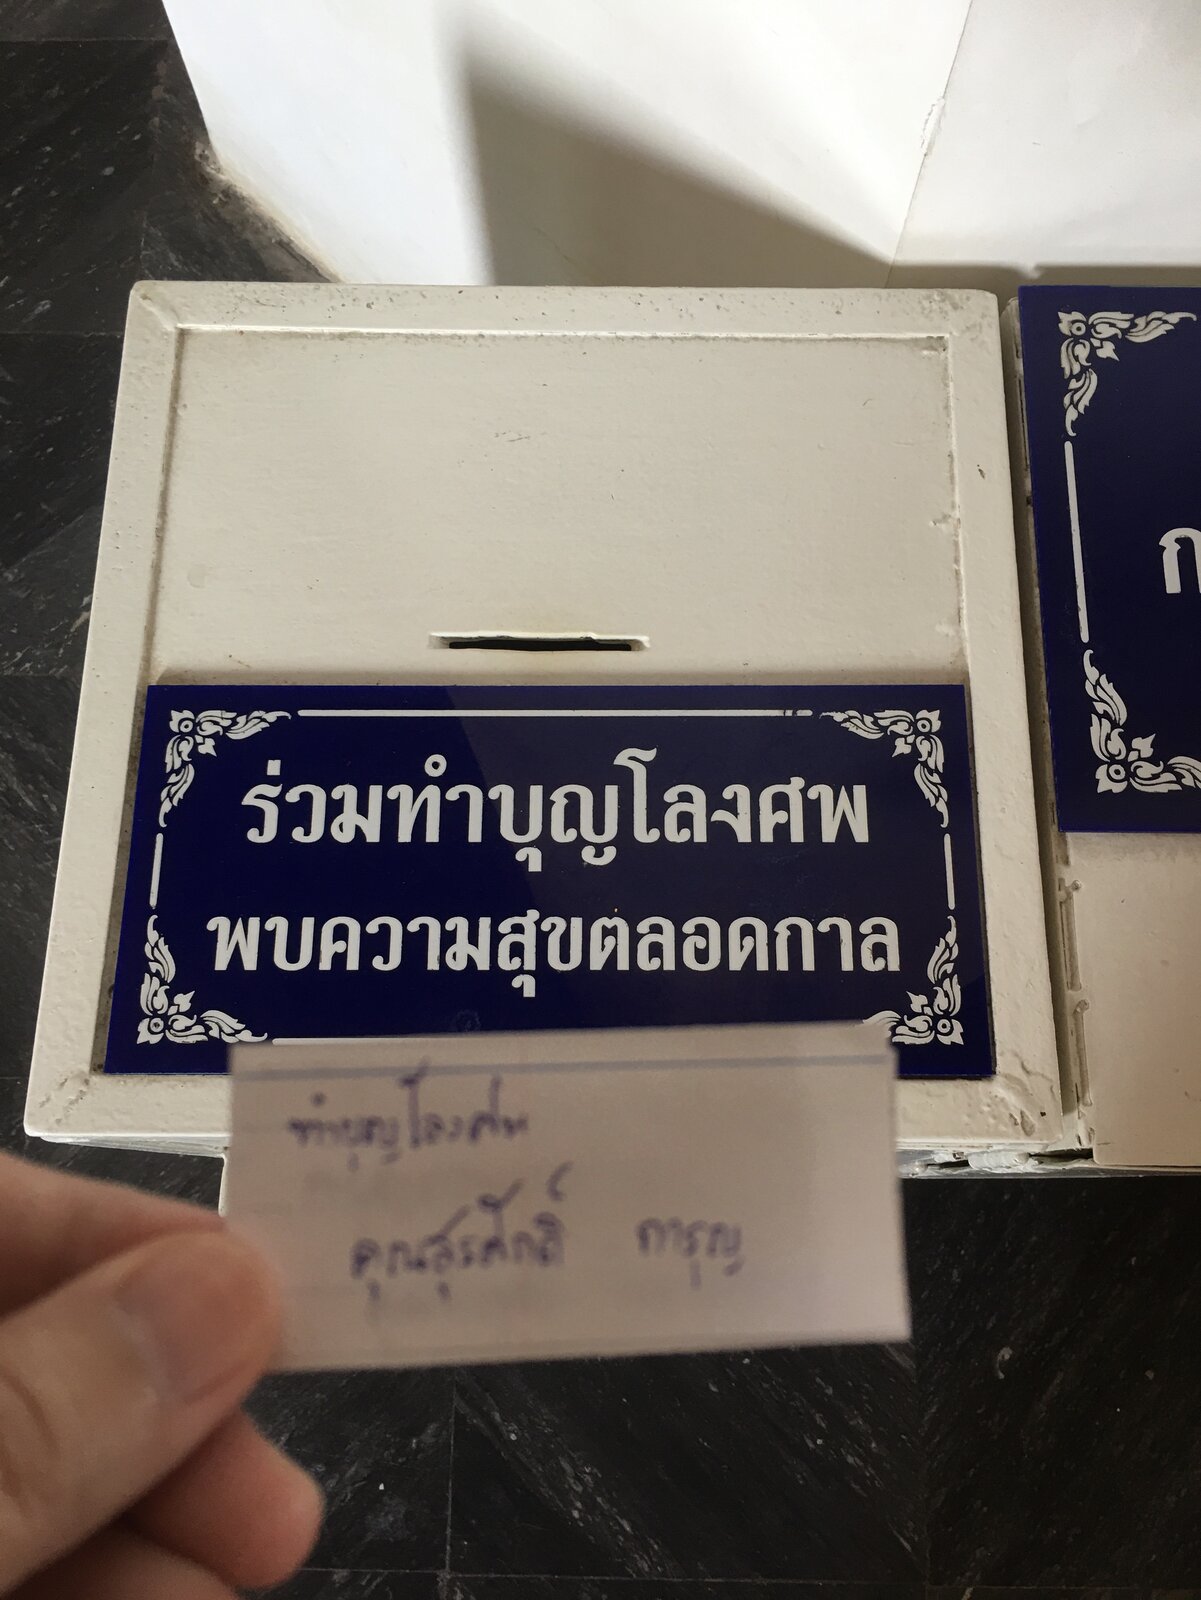 ร่วมทำบุญโลงศพ
พบความสุขตลอดกาล
ก
ทำบุญโลงศพ
คุณสุรศักดิ์ การุญ